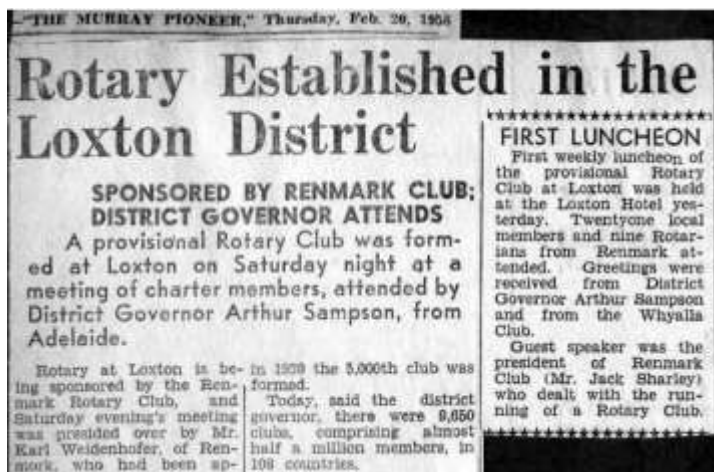 "THE MURRAY PIONEER," Thursday, Feb. 20, 1958
Rotary Established in the
Loxton District
SPONSORED BY RENMARK CLUB;
DISTRICT GOVERNOR ATTENDS
A provisional Rotary Club was form-
ed at Loxton on Saturday night at a
meeting of charter members, attended by
District Governor Arthur Sampson, from
Adelaide.
Rotary at Loxton is be-
ing sponsored by the Ren-
mark Rotary Club, and
Saturday evening's meeting
was presided over by Mr.
Karl Weidenhofer, of Ren-
mark, who had been ap-
in 1939 the 5,000th club was
formed.
Today, said the district
governor, there were 9,650
clubs, comprising almost
half a million members, in
108 countries.
FIRST LUNCHEON
First weekly luncheon of
the provisional Rotary
Club at Loxton was held
at the Loxton Hotel yes-
terday. Twentyone local
members and nine Rotar-
ians from Renmark at-
tended. Greetings were
received from District
Governor Arthur Sampson
and from the Whyalla
Club.
Guest speaker was the
president of Renmark
Club (Mr. Jack Sharley)
who dealt with the run-
ning of a Rotary Club.